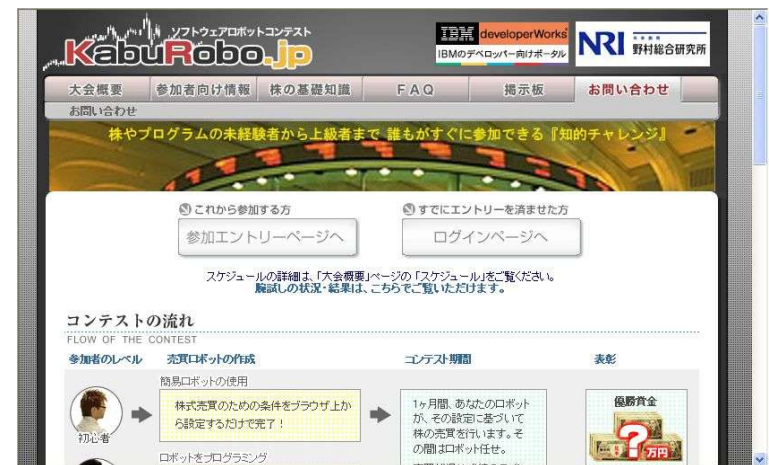 ソフトウェアロボットコンテスト
KabuRobo.jp
IBM developerWorks
IBMのデベロッパー向けポータル
NRI 野村総合研究所
大会概要 参加者向け情報 株の基礎知識 FAQ 掲示板 お問い合わせ
お問い合わせ
株やプログラムの未経験者から上級者まで 誰もがすぐに参加できる『知的チャレンジ』
これから参加する方 すでにエントリーを済ませた方
参加エントリーページへ ログインページへ
スケジュールの詳細は、「大会概要」ページの「スケジュール」をご覧ください。
腕試しの状況・結果は、こちらでご覧いただけます。
コンテストの流れ
FLOW OF THE CONTEST
参加者のレベル 売買ロボットの作成 コンテスト期間 表彰
簡易ロボットの使用
株式売買のための条件をブラウザ上か
ら設定するだけで完了！
初心者
1ヶ月間、あなたのロボット
が、その設定に基づいて
株の売買を行います。そ
の間はロボット任せ。
優勝賞金
?万円
ロボットをプログラミング